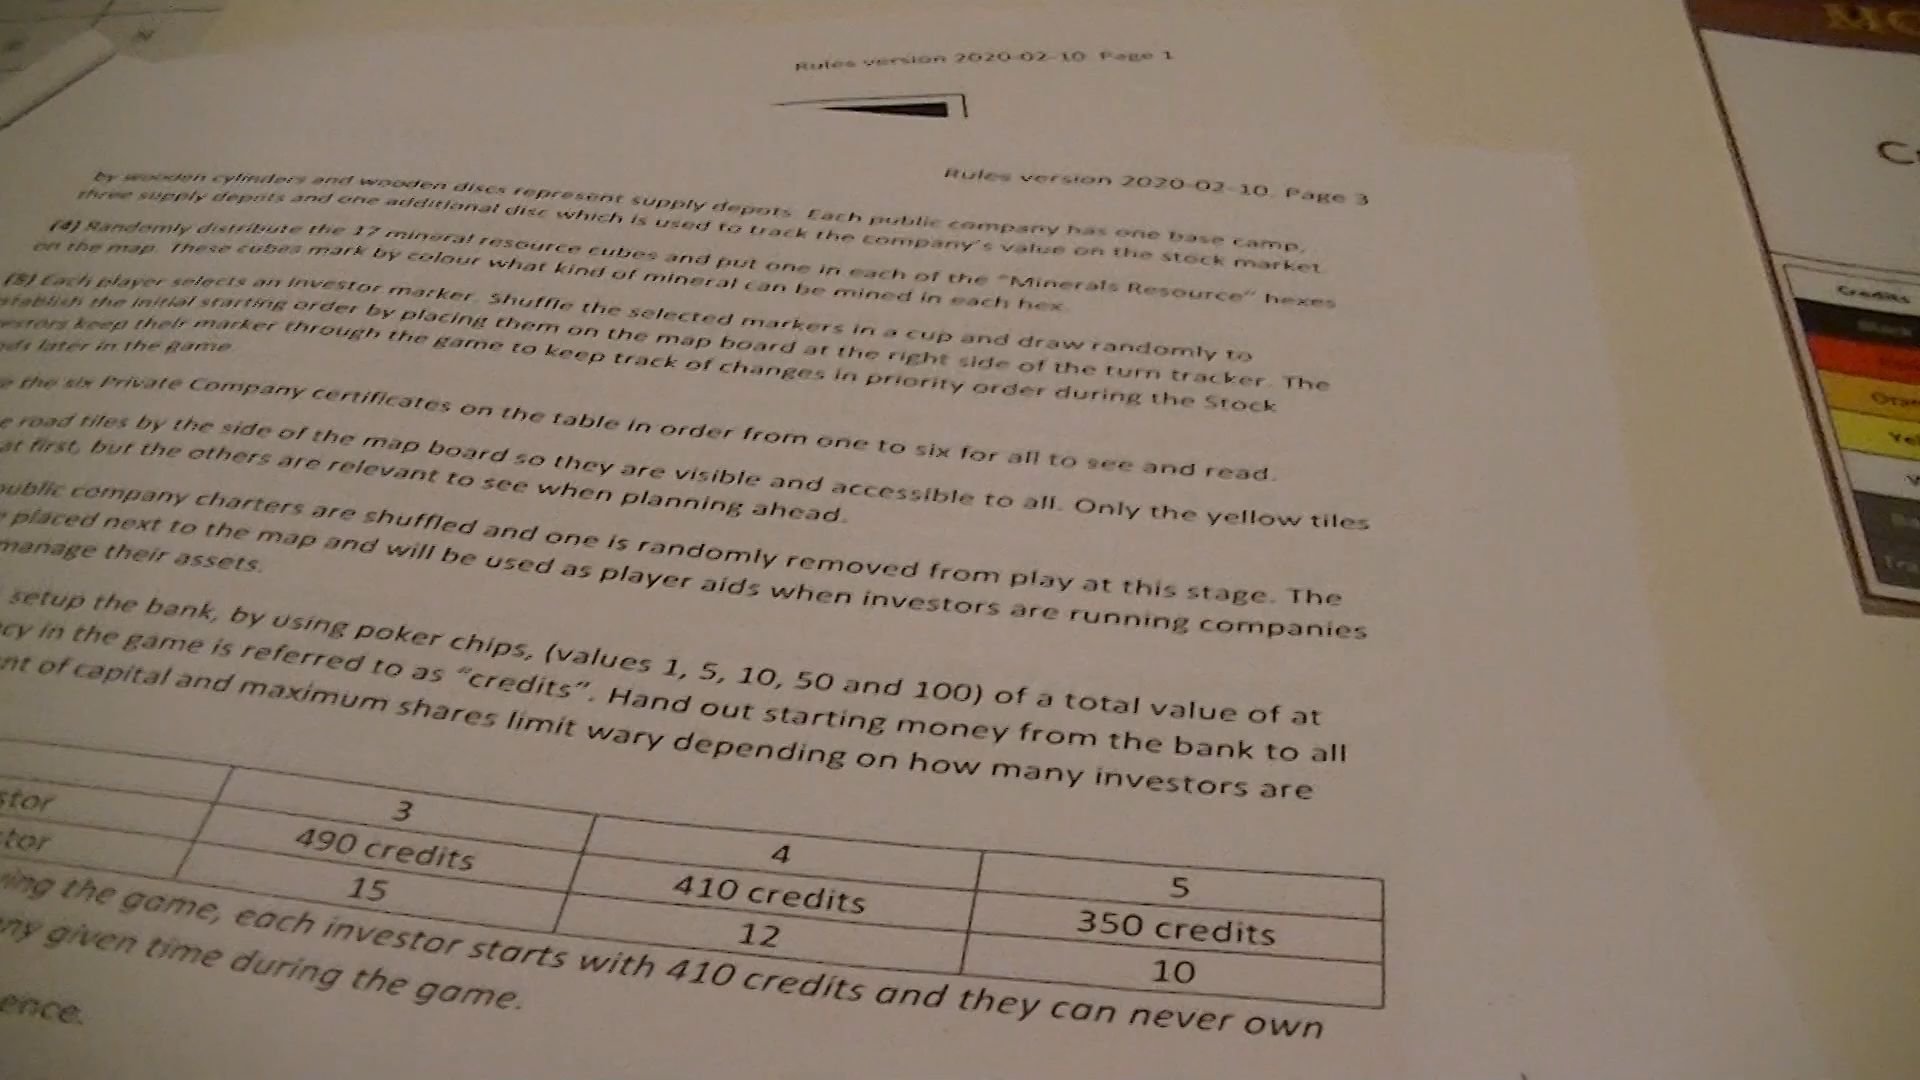 Rules version 2020-02-10 Page 1
Rules version 2020-02-10. Page 3
by wooden cylinders and wooden discs represent supply depots. Each public company has one base camp,
three supply depots and one additional disc which is used to track the company's value on the stock market
(4) Randomly distribute the 17 mineral resource cubes and put one in each of the "Minerals Resource" hexes
on the map. These cubes mark by colour what kind of mineral can be mined in each hex.
(5) Each player selects an investor marker. Shuffle the selected markers in a cup and draw randomly to
establish the initial starting order by placing them on the map board at the right side of the turn tracker. The
keep their marker through the game to keep track of changes in priority order during the Stock
later in the game.
the six Private Company certificates on the table in order from one to six for all to see and read.
road tiles by the side of the map board so they are visible and accessible to all. Only the yellow tiles
at first, but the others are relevant to see when planning ahead.
public company charters are shuffled and one is randomly removed from play at this stage. The
placed next to the map and will be used as player aids when investors are running companies
manage their assets.
setup the bank, by using poker chips, (values 1, 5, 10, 50 and 100) of a total value of at
cy in the game is referred to as "credits". Hand out starting money from the bank to all
nt of capital and maximum shares limit wary depending on how many investors are
3 4 5
stor 490 credits 410 credits 350 credits
tor 15 12 10
ing the game, each investor starts with 410 credits and they can never own
ny given time during the game.
ence.
MO
C
Credits
Black